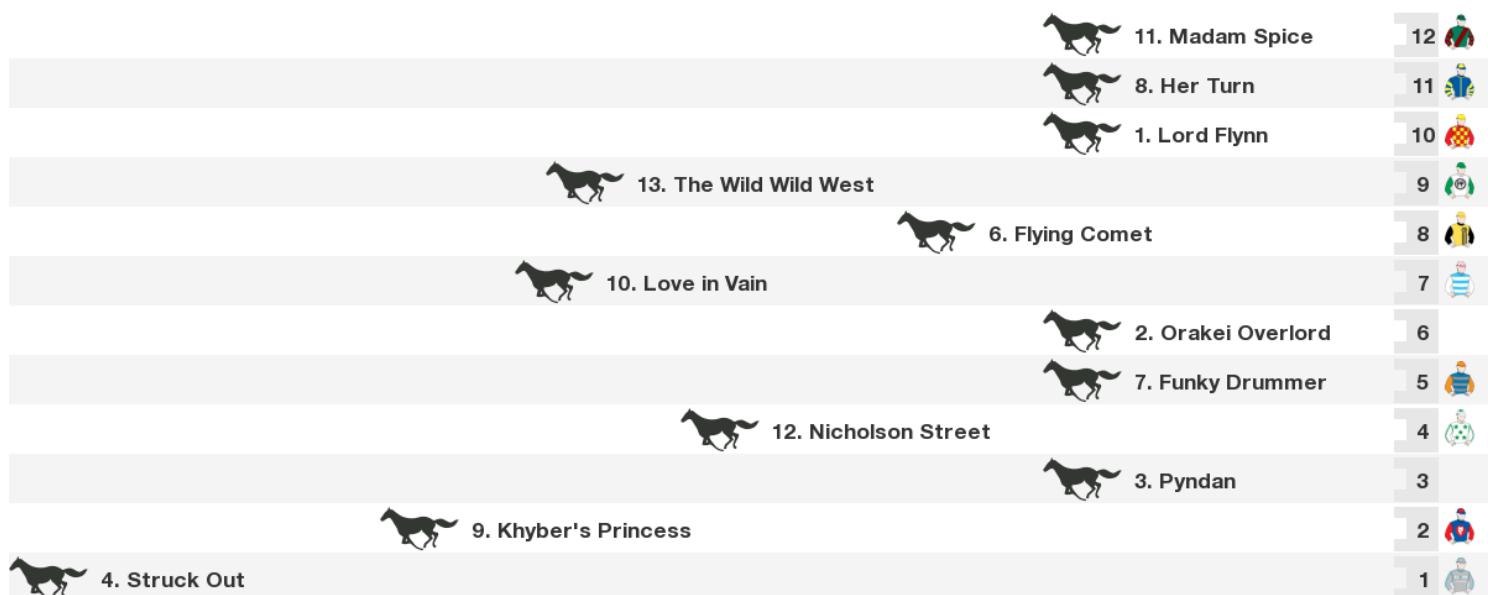 11. Madam Spice 12
8. Her Turn 11
1. Lord Flynn 10
13. The Wild Wild West 9
6. Flying Comet 8
10. Love in Vain 7
2. Orakei Overlord 6
7. Funky Drummer 5
12. Nicholson Street 4
3. Pyndan 3
9. Khyber's Princess 2
4. Struck Out 1